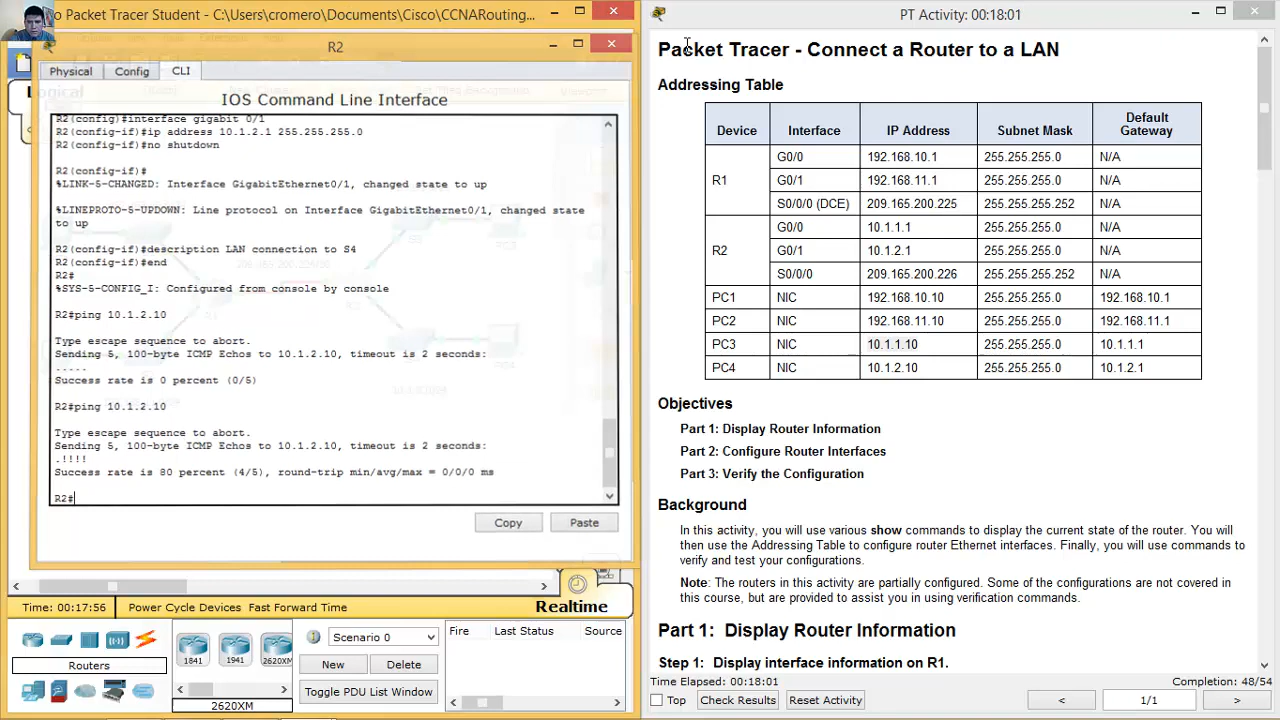 Packet Tracer Student - C:\Users\cromero\Documents\Cisco\CCNARouting...
R2
Physical
Config
CLI
IOS Command Line Interface
R2(config)#interface gigabit 0/1
R2(config-if)#ip address 10.1.2.1 255.255.255.0
R2(config-if)#no shutdown
R2(config-if)#
%LINK-5-CHANGED: Interface GigabitEthernet0/1, changed state to up
%LINEPROTO-5-UPDOWN: Line protocol on Interface GigabitEthernet0/1, changed state
to up
R2(config-if)#description LAN connection to S4
R2(config-if)#end
R2#
%SYS-5-CONFIG_I: Configured from console by console
R2#ping 10.1.2.10
Type escape sequence to abort.
Sending 5, 100-byte ICMP Echos to 10.1.2.10, timeout is 2 seconds:
.....
Success rate is 0 percent (0/5)
R2#ping 10.1.2.10
Type escape sequence to abort.
Sending 5, 100-byte ICMP Echos to 10.1.2.10, timeout is 2 seconds:
.!!!!
Success rate is 80 percent (4/5), round-trip min/avg/max = 0/0/0 ms
R2#
Copy
Paste
Time: 00:17:56
Power Cycle Devices Fast Forward Time
Realtime
Routers
1841
1941
2620XM
2620XM
Scenario 0
New
Delete
Toggle PDU List Window
Fire
Last Status
Source
PT Activity: 00:18:01
Packet Tracer - Connect a Router to a LAN
Addressing Table
Device Interface IP Address Subnet Mask Default Gateway
R1 G0/0 192.168.10.1 255.255.255.0 N/A
G0/1 192.168.11.1 255.255.255.0 N/A
S0/0/0 (DCE) 209.165.200.225 255.255.255.252 N/A
R2 G0/0 10.1.1.1 255.255.255.0 N/A
G0/1 10.1.2.1 255.255.255.0 N/A
S0/0/0 209.165.200.226 255.255.255.252 N/A
PC1 NIC 192.168.10.10 255.255.255.0 192.168.10.1
PC2 NIC 192.168.11.10 255.255.255.0 192.168.11.1
PC3 NIC 10.1.1.10 255.255.255.0 10.1.1.1
PC4 NIC 10.1.2.10 255.255.255.0 10.1.2.1
Objectives
Part 1: Display Router Information
Part 2: Configure Router Interfaces
Part 3: Verify the Configuration
Background
In this activity, you will use various show commands to display the current state of the router. You will
then use the Addressing Table to configure router Ethernet interfaces. Finally, you will use commands to
verify and test your configurations.
Note: The routers in this activity are partially configured. Some of the configurations are not covered in
this course, but are provided to assist you in using verification commands.
Part 1: Display Router Information
Step 1: Display interface information on R1.
Time Elapsed: 00:18:01
Completion: 48/54
Top
Check Results
Reset Activity
<
1/1
>